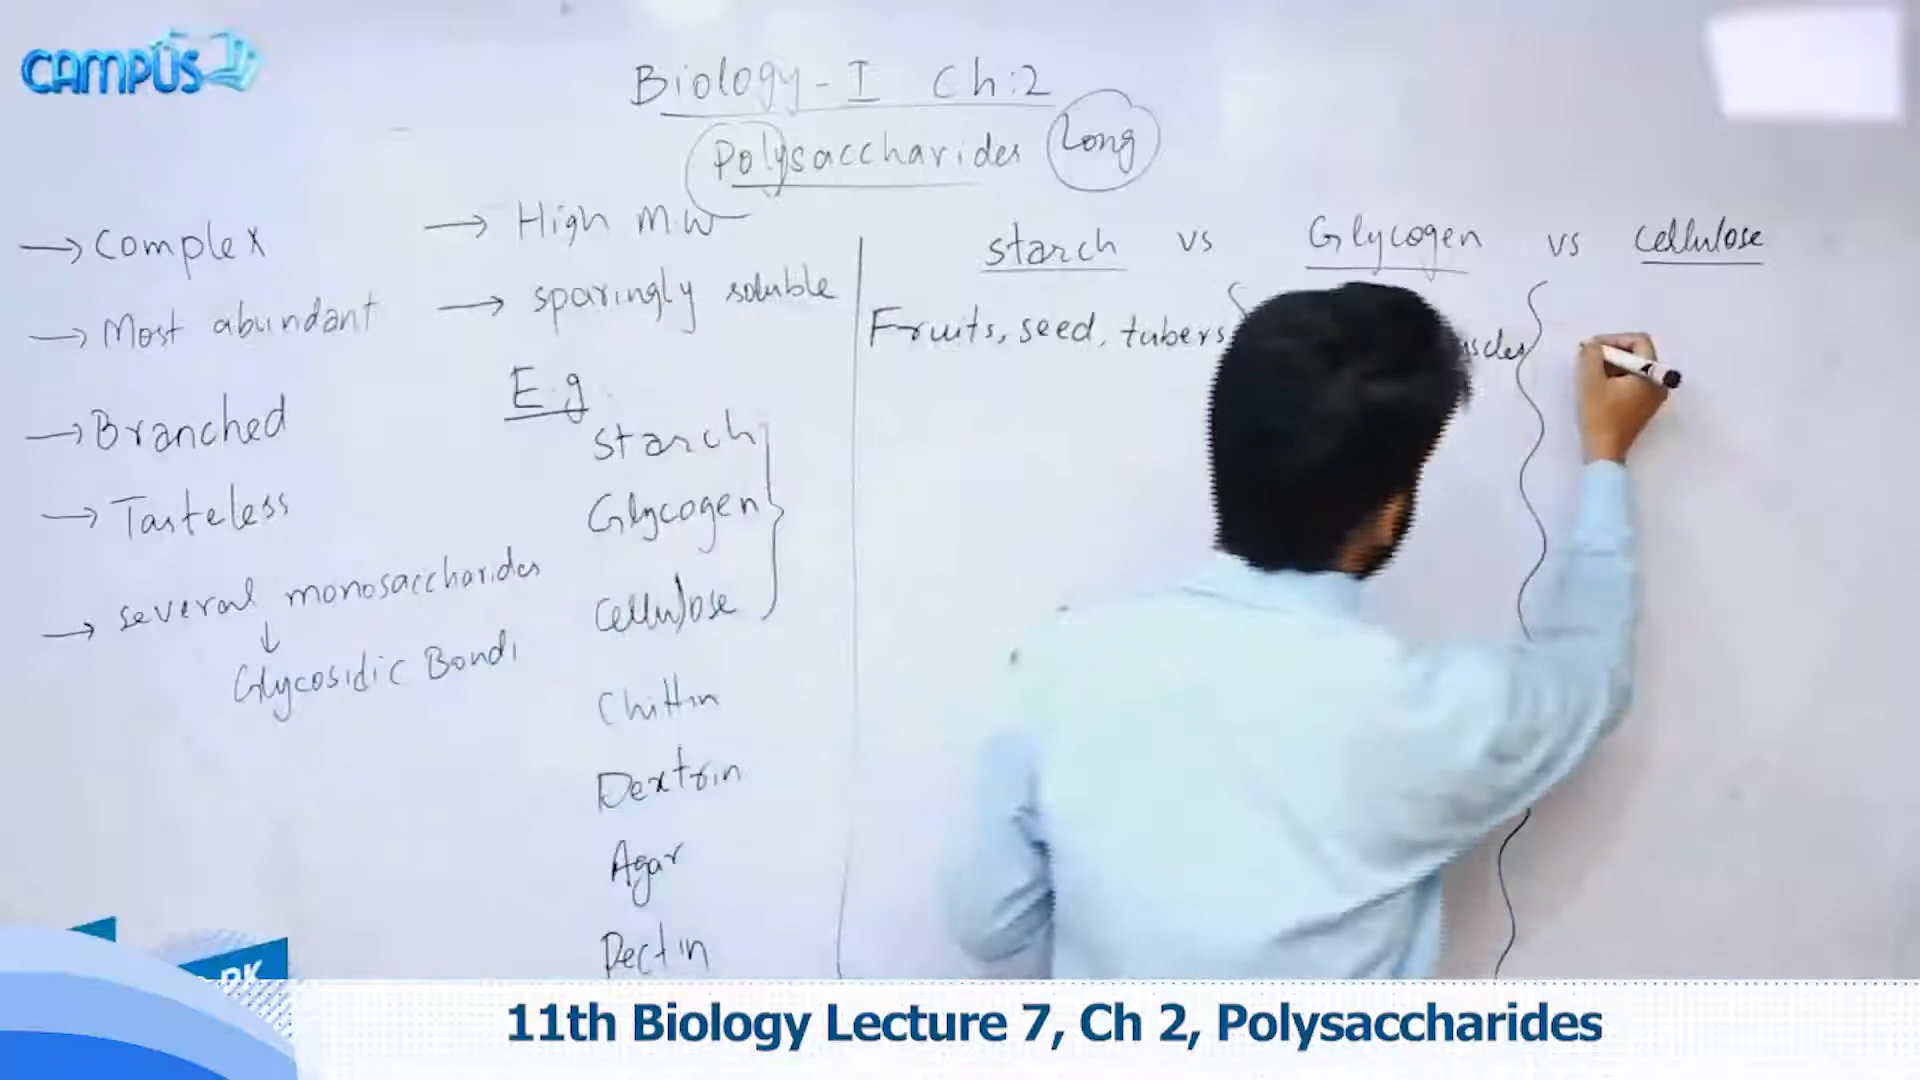 CAMPUS
Biology - I Ch:2
Polysaccharides Long
→ Complex
→ Most abundant
→ Branched
→ Tasteless
→ several monosaccharides
↓
Glycosidic Bond
→ High M.W
→ sparingly soluble
E.g
starch
Glycogen
Cellulose
Chittin
Dextrin
Agar
Pectin
starch vs Glycogen vs cellulose
Fruits, seed, tubers
11th Biology Lecture 7, Ch 2, Polysaccharides